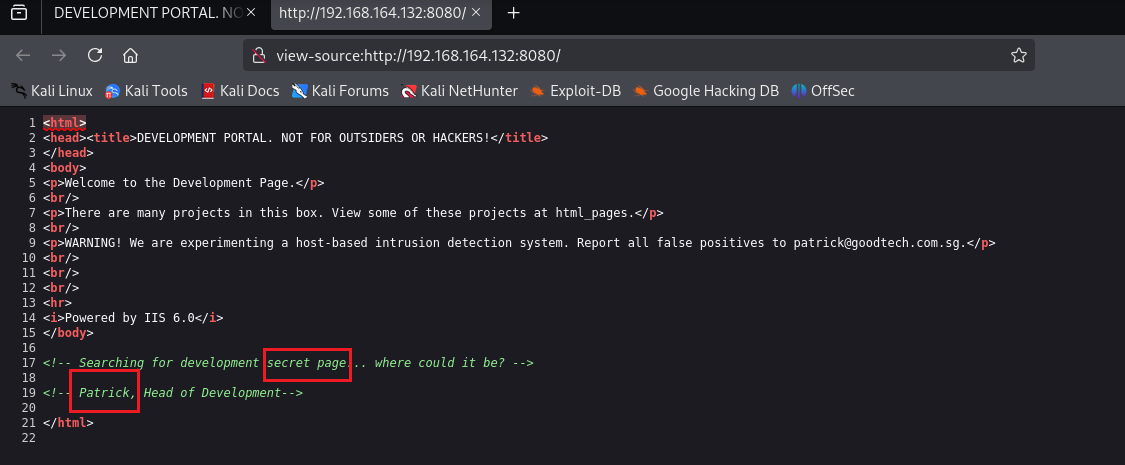 DEVELOPMENT PORTAL. NO
http://192.168.164.132:8080/
view-source:http://192.168.164.132:8080/
Kali Linux Kali Tools Kali Docs Kali Forums Kali NetHunter Exploit-DB Google Hacking DB OffSec
1 <html>
2 <head><title>DEVELOPMENT PORTAL. NOT FOR OUTSIDERS OR HACKERS!</title>
3 </head>
4 <body>
5 <p>Welcome to the Development Page.</p>
6 <br/>
7 <p>There are many projects in this box. View some of these projects at html_pages.</p>
8 <br/>
9 <p>WARNING! We are experimenting a host-based intrusion detection system. Report all false positives to patrick@goodtech.com.sg.</p>
10 <br/>
11 <br/>
12 <br/>
13 <hr>
14 <i>Powered by IIS 6.0</i>
15 </body>
16
17 <!-- Searching for development secret page... where could it be? -->
18
19 <!-- Patrick, Head of Development-->
20
21 </html>
22